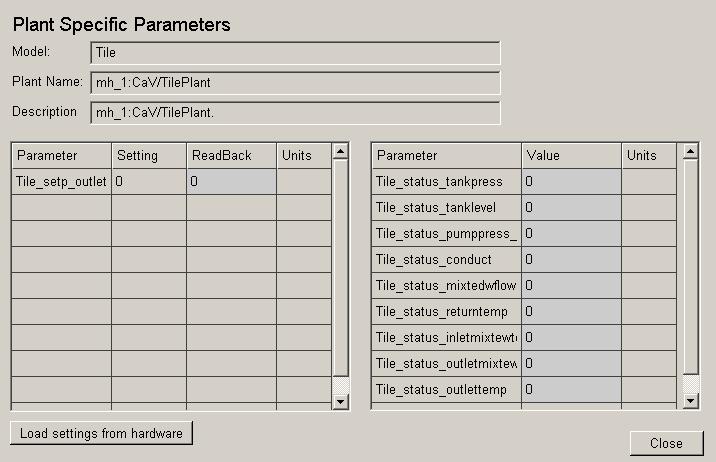 Plant Specific Parameters
Model: Tile
Plant Name: mh_1:CaV/TilePlant
Description mh_1:CaV/TilePlant.
Parameter Setting ReadBack Units
Tile_setp_outlet 0 0
Parameter Value Units
Tile_status_tankpress 0
Tile_status_tanklevel 0
Tile_status_pumppress_ 0
Tile_status_conduct 0
Tile_status_mixtedwflow 0
Tile_status_returntemp 0
Tile_status_inletmixtewt 0
Tile_status_outletmixtew 0
Tile_status_outlettemp 0
Load settings from hardware
Close